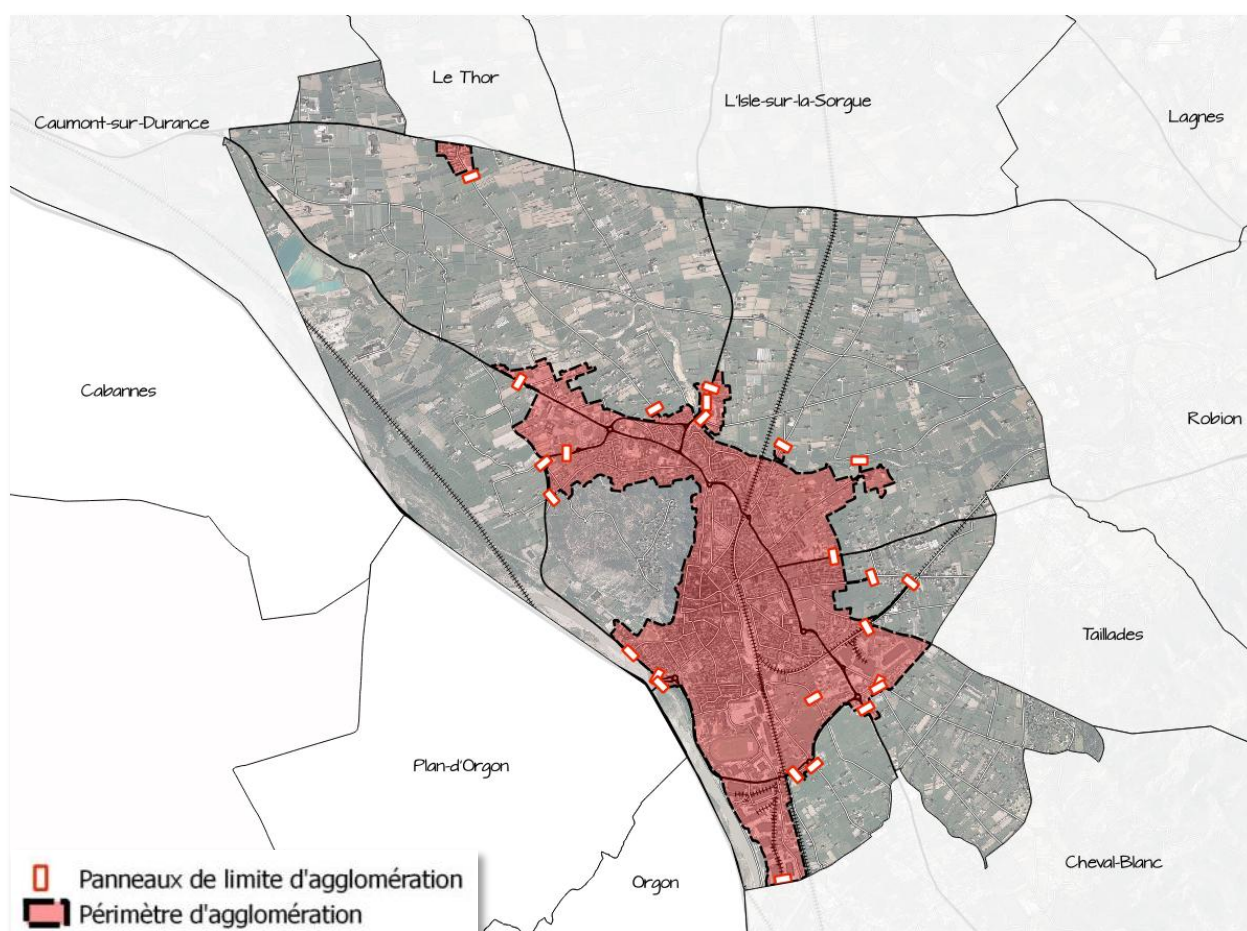 Le Thor
L'Isle-sur-la-Sorgue
Lagnes
Caumont-sur-Durance
Cabannes
Robion
Taillades
Plan-d'Orgon
Cheval-Blanc
Orgon
Panneaux de limite d'agglomération
Périmètre d'agglomération